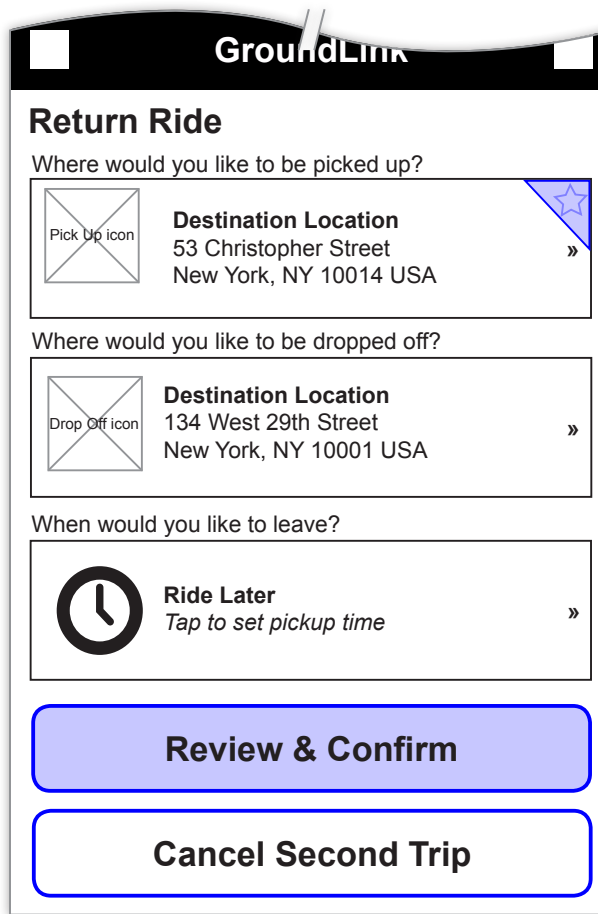 GroundLink
Return Ride
Where would you like to be picked up?
Pick Up icon
Destination Location
53 Christopher Street
New York, NY 10014 USA
»
Where would you like to be dropped off?
Drop Off icon
Destination Location
134 West 29th Street
New York, NY 10001 USA
»
When would you like to leave?
Ride Later
Tap to set pickup time
»
Review & Confirm
Cancel Second Trip